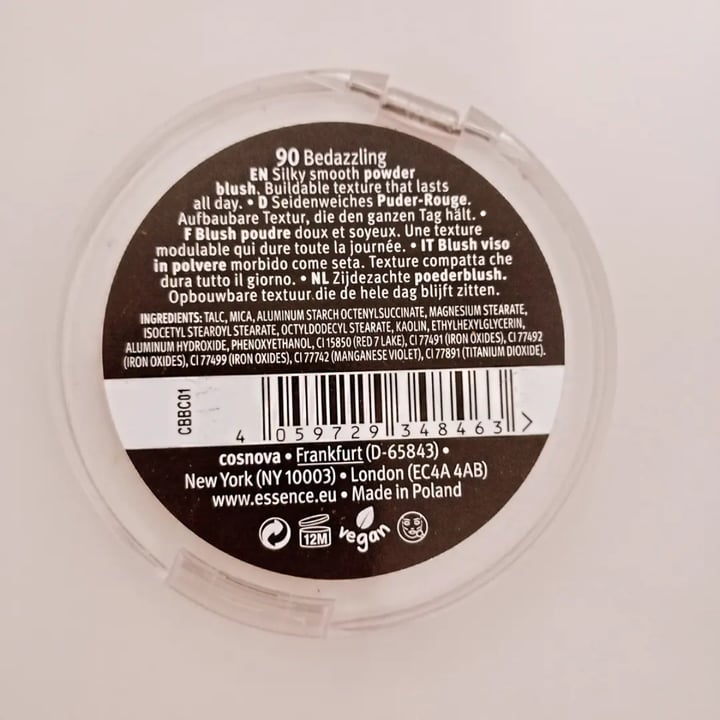 90 Bedazzling
EN Silky smooth powder
blush. Buildable texture that lasts
all day. • D Seidenweiches Puder-Rouge.
Aufbaubare Textur, die den ganzen Tag hält. •
F Blush poudre doux et soyeux. Une texture
modulable qui dure toute la journée. • IT Blush viso
in polvere morbido come seta. Texture compatta che
dura tutto il giorno. • NL Zijdezachte poederblush.
Opbouwbare textuur die de hele dag blijft zitten.
INGREDIENTS: TALC, MICA, ALUMINUM STARCH OCTENYLSUCCINATE, MAGNESIUM STEARATE,
ISOCETYL STEAROYL STEARATE, OCTYLDODECYL STEARATE, KAOLIN, ETHYLHEXYLGLYCERIN,
ALUMINUM HYDROXIDE, PHENOXYETHANOL, CI 15850 (RED 7 LAKE), CI 77491 (IRON OXIDES), CI 77492
(IRON OXIDES), CI 77499 (IRON OXIDES), CI 77742 (MANGANESE VIOLET), CI 77891 (TITANIUM DIOXIDE).
CBBC01
4 059729 348463 >
cosnova • Frankfurt (D-65843) •
New York (NY 10003) • London (EC4A 4AB)
www.essence.eu • Made in Poland
12M
vegan